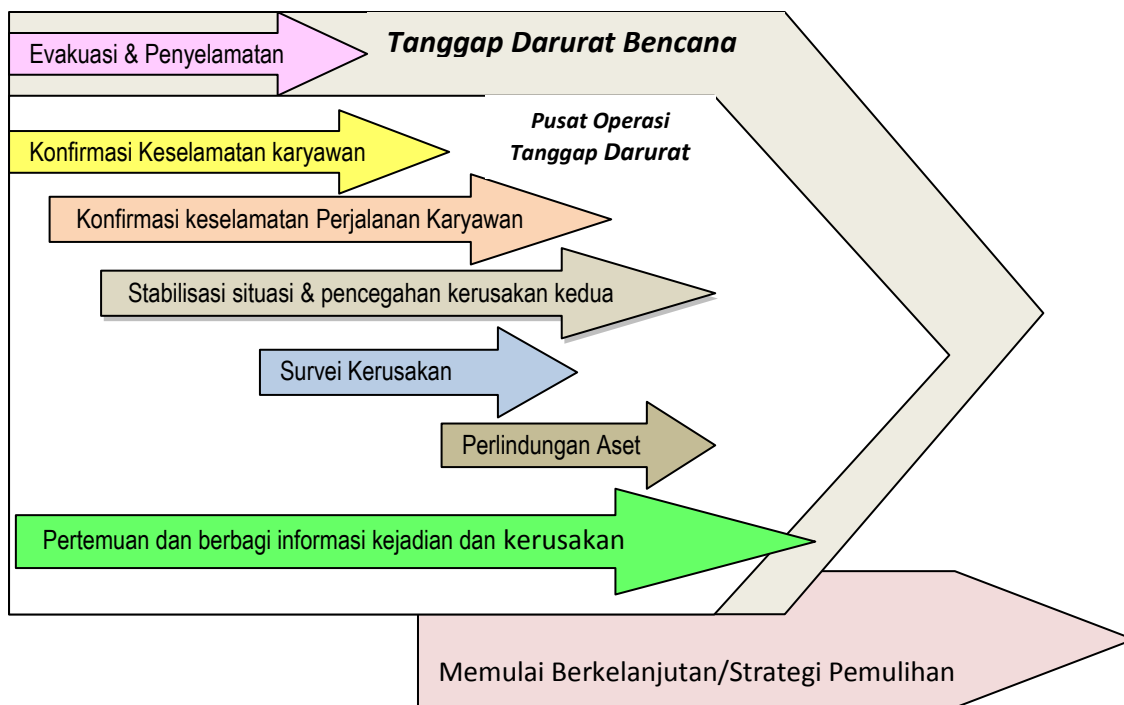 Tanggap Darurat Bencana
Evakuasi & Penyelamatan
Pusat Operasi
Tanggap Darurat
Konfirmasi Keselamatan karyawan
Konfirmasi keselamatan Perjalanan Karyawan
Stabilisasi situasi & pencegahan kerusakan kedua
Survei Kerusakan
Perlindungan Aset
Pertemuan dan berbagi informasi kejadian dan kerusakan
Memulai Berkelanjutan/Strategi Pemulihan